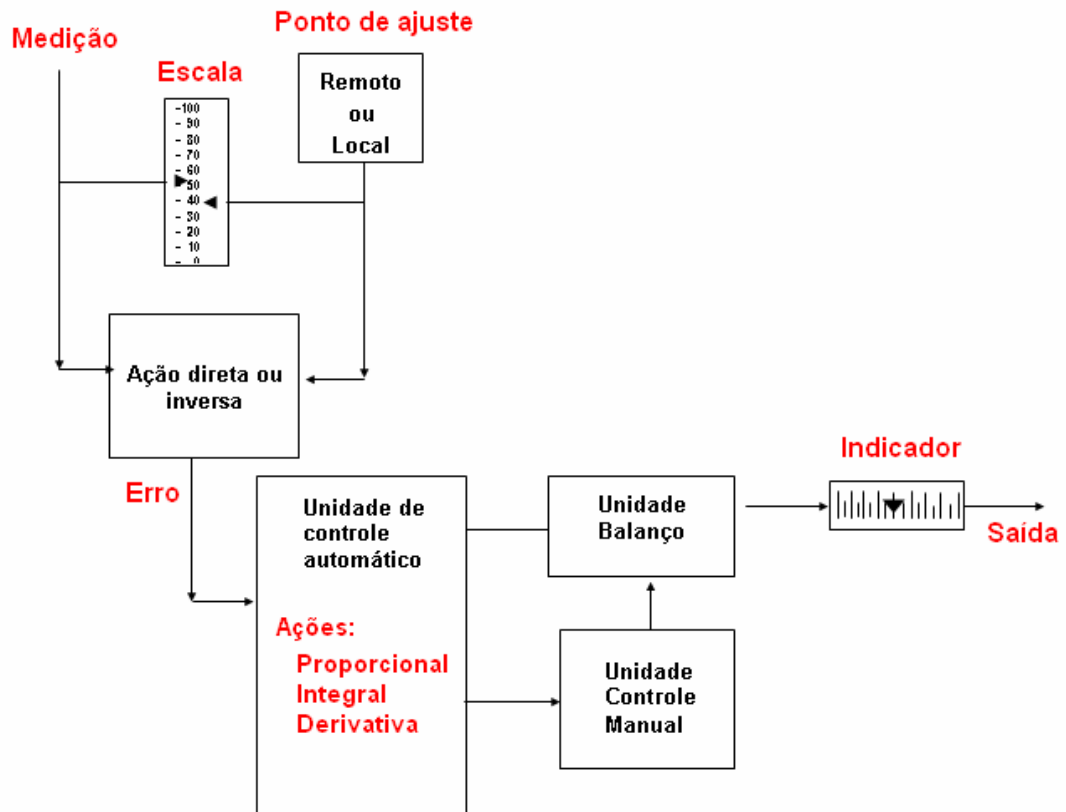 Medição
Escala
Ponto de ajuste
Remoto
ou
Local
-100
- 90
- 80
- 70
- 60
50
- 40
- 30
- 20
- 10
- 0
Ação direta ou
inversa
Erro
Unidade de
controle
automático
Ações:
Proporcional
Integral
Derivativa
Unidade
Balanço
Unidade
Controle
Manual
Indicador
Saída